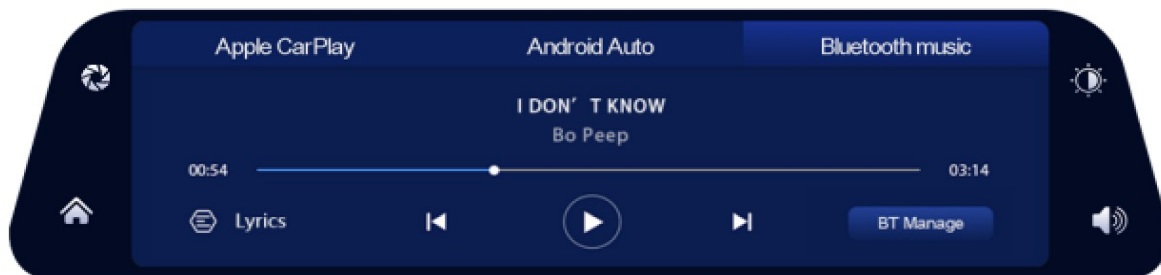 Apple CarPlay
Android Auto
Bluetooth music
I DON’T KNOW
Bo Peep
00:54
03:14
Lyrics
BT Manage